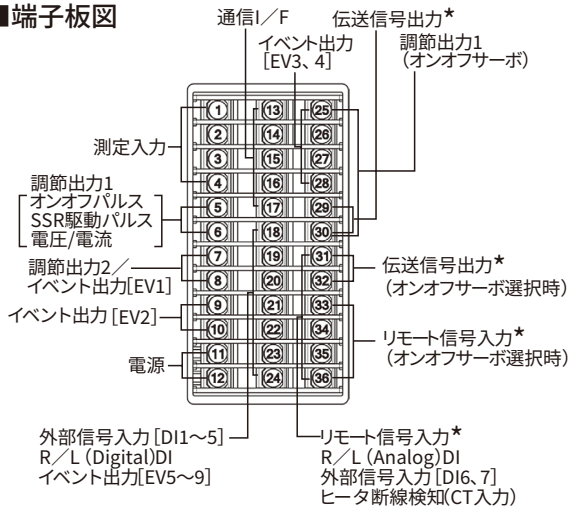 ■端子板図
通信I／F
伝送信号出力*
イベント出力
[EV3、4]
調節出力1
（オンオフサーボ）
測定入力
調節出力1
オンオフパルス
SSR駆動パルス
電圧/電流
調節出力2／
イベント出力[EV1]
イベント出力[EV2]
電源
① ⑬ ㉕
② ⑭ ㉖
③ ⑮ ㉗
④ ⑯ ㉘
⑤ ⑰ ㉙
⑥ ⑱ ㉚
⑦ ⑲ ㉛
⑧ ⑳ ㉜
⑨ ㉑ ㉝
⑩ ㉒ ㉞
⑪ ㉓ ㉟
⑫ ㉔ ㊱
伝送信号出力*
（オンオフサーボ選択時）
リモート信号入力*
（オンオフサーボ選択時）
外部信号入力[DI1～5]
R／L (Digital)DI
イベント出力[EV5～9]
リモート信号入力*
R／L (Analog)DI
外部信号入力[DI6、7]
ヒータ断線検知(CT入力)